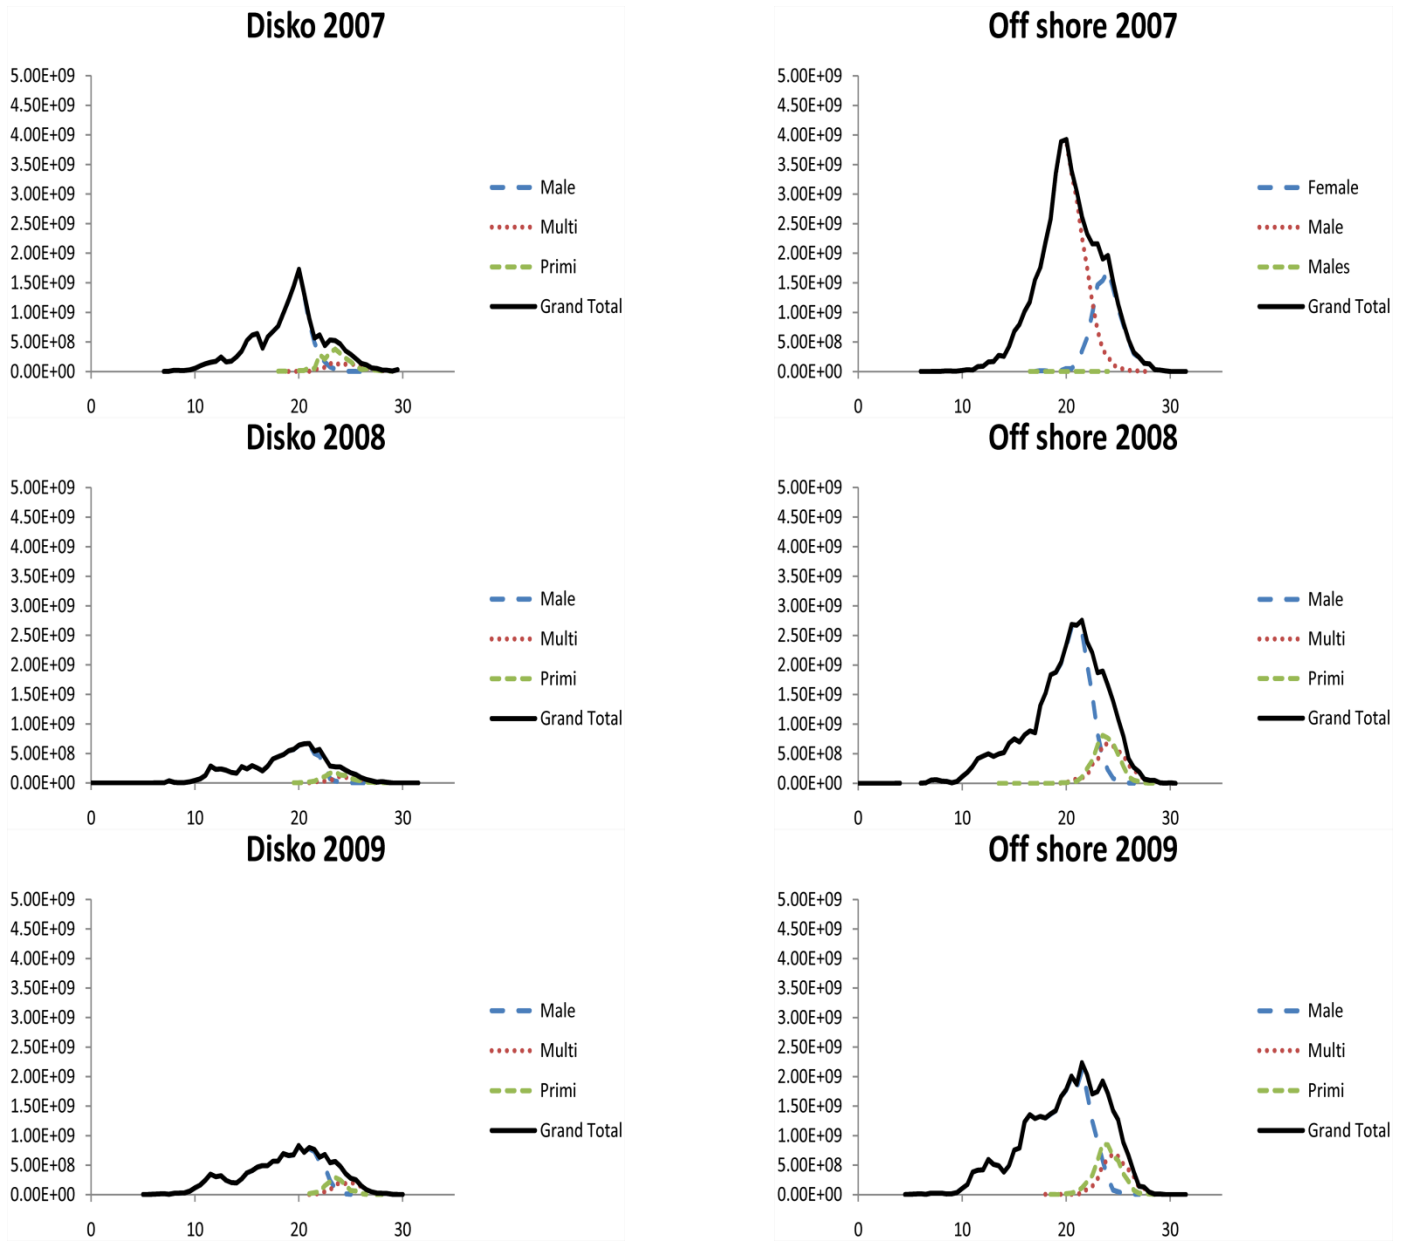 Disko 2007
5.00E+09
4.50E+09
4.00E+09
3.50E+09
3.00E+09
2.50E+09
2.00E+09
1.50E+09
1.00E+09
5.00E+08
0.00E+00
0 10 20 30
Male
Multi
Primi
Grand Total
Off shore 2007
5.00E+09
4.50E+09
4.00E+09
3.50E+09
3.00E+09
2.50E+09
2.00E+09
1.50E+09
1.00E+09
5.00E+08
0.00E+00
0 10 20 30
Female
Male
Males
Grand Total
Disko 2008
5.00E+09
4.50E+09
4.00E+09
3.50E+09
3.00E+09
2.50E+09
2.00E+09
1.50E+09
1.00E+09
5.00E+08
0.00E+00
0 10 20 30
Male
Multi
Primi
Grand Total
Off shore 2008
5.00E+09
4.50E+09
4.00E+09
3.50E+09
3.00E+09
2.50E+09
2.00E+09
1.50E+09
1.00E+09
5.00E+08
0.00E+00
0 10 20 30
Male
Multi
Primi
Grand Total
Disko 2009
5.00E+09
4.50E+09
4.00E+09
3.50E+09
3.00E+09
2.50E+09
2.00E+09
1.50E+09
1.00E+09
5.00E+08
0.00E+00
0 10 20 30
Male
Multi
Primi
Grand Total
Off shore 2009
5.00E+09
4.50E+09
4.00E+09
3.50E+09
3.00E+09
2.50E+09
2.00E+09
1.50E+09
1.00E+09
5.00E+08
0.00E+00
0 10 20 30
Male
Multi
Primi
Grand Total